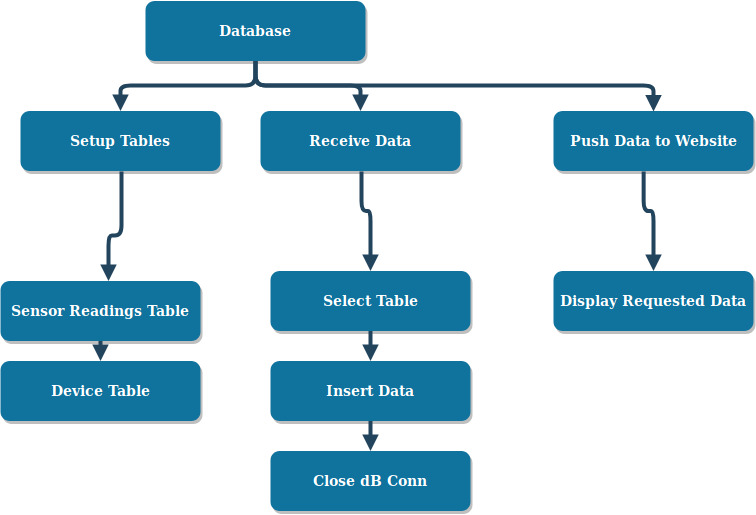 Database
Setup Tables
Receive Data
Push Data to Website
Sensor Readings Table
Select Table
Display Requested Data
Device Table
Insert Data
Close dB Conn